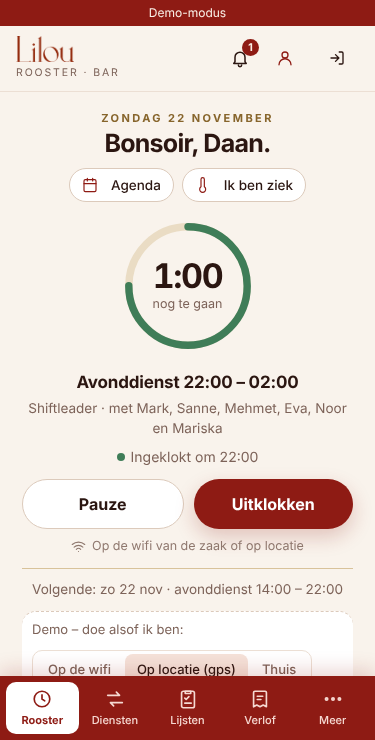 Demo-modus
Lilou
ROOSTER · BAR
1
ZONDAG 22 NOVEMBER
Bonsoir, Daan.
Agenda
Ik ben ziek
1:00
nog te gaan
Avonddienst 22:00 – 02:00
Shiftleader · met Mark, Sanne, Mehmet, Eva, Noor
en Mariska
Ingeklokt om 22:00
Pauze
Uitklokken
Op de wifi van de zaak of op locatie
Volgende: zo 22 nov · avonddienst 14:00 – 22:00
Demo – doe alsof ik ben:
Op de wifi
Op locatie (gps)
Thuis
Rooster
Diensten
Lijsten
Verlof
Meer